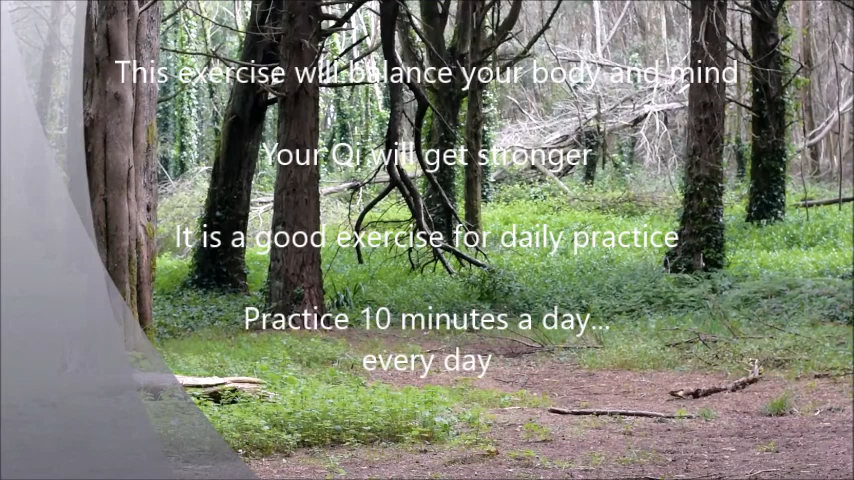 This exercise will balance your body and mind
Your Qi will get stronger
It is a good exercise for daily practice
Practice 10 minutes a day...
every day